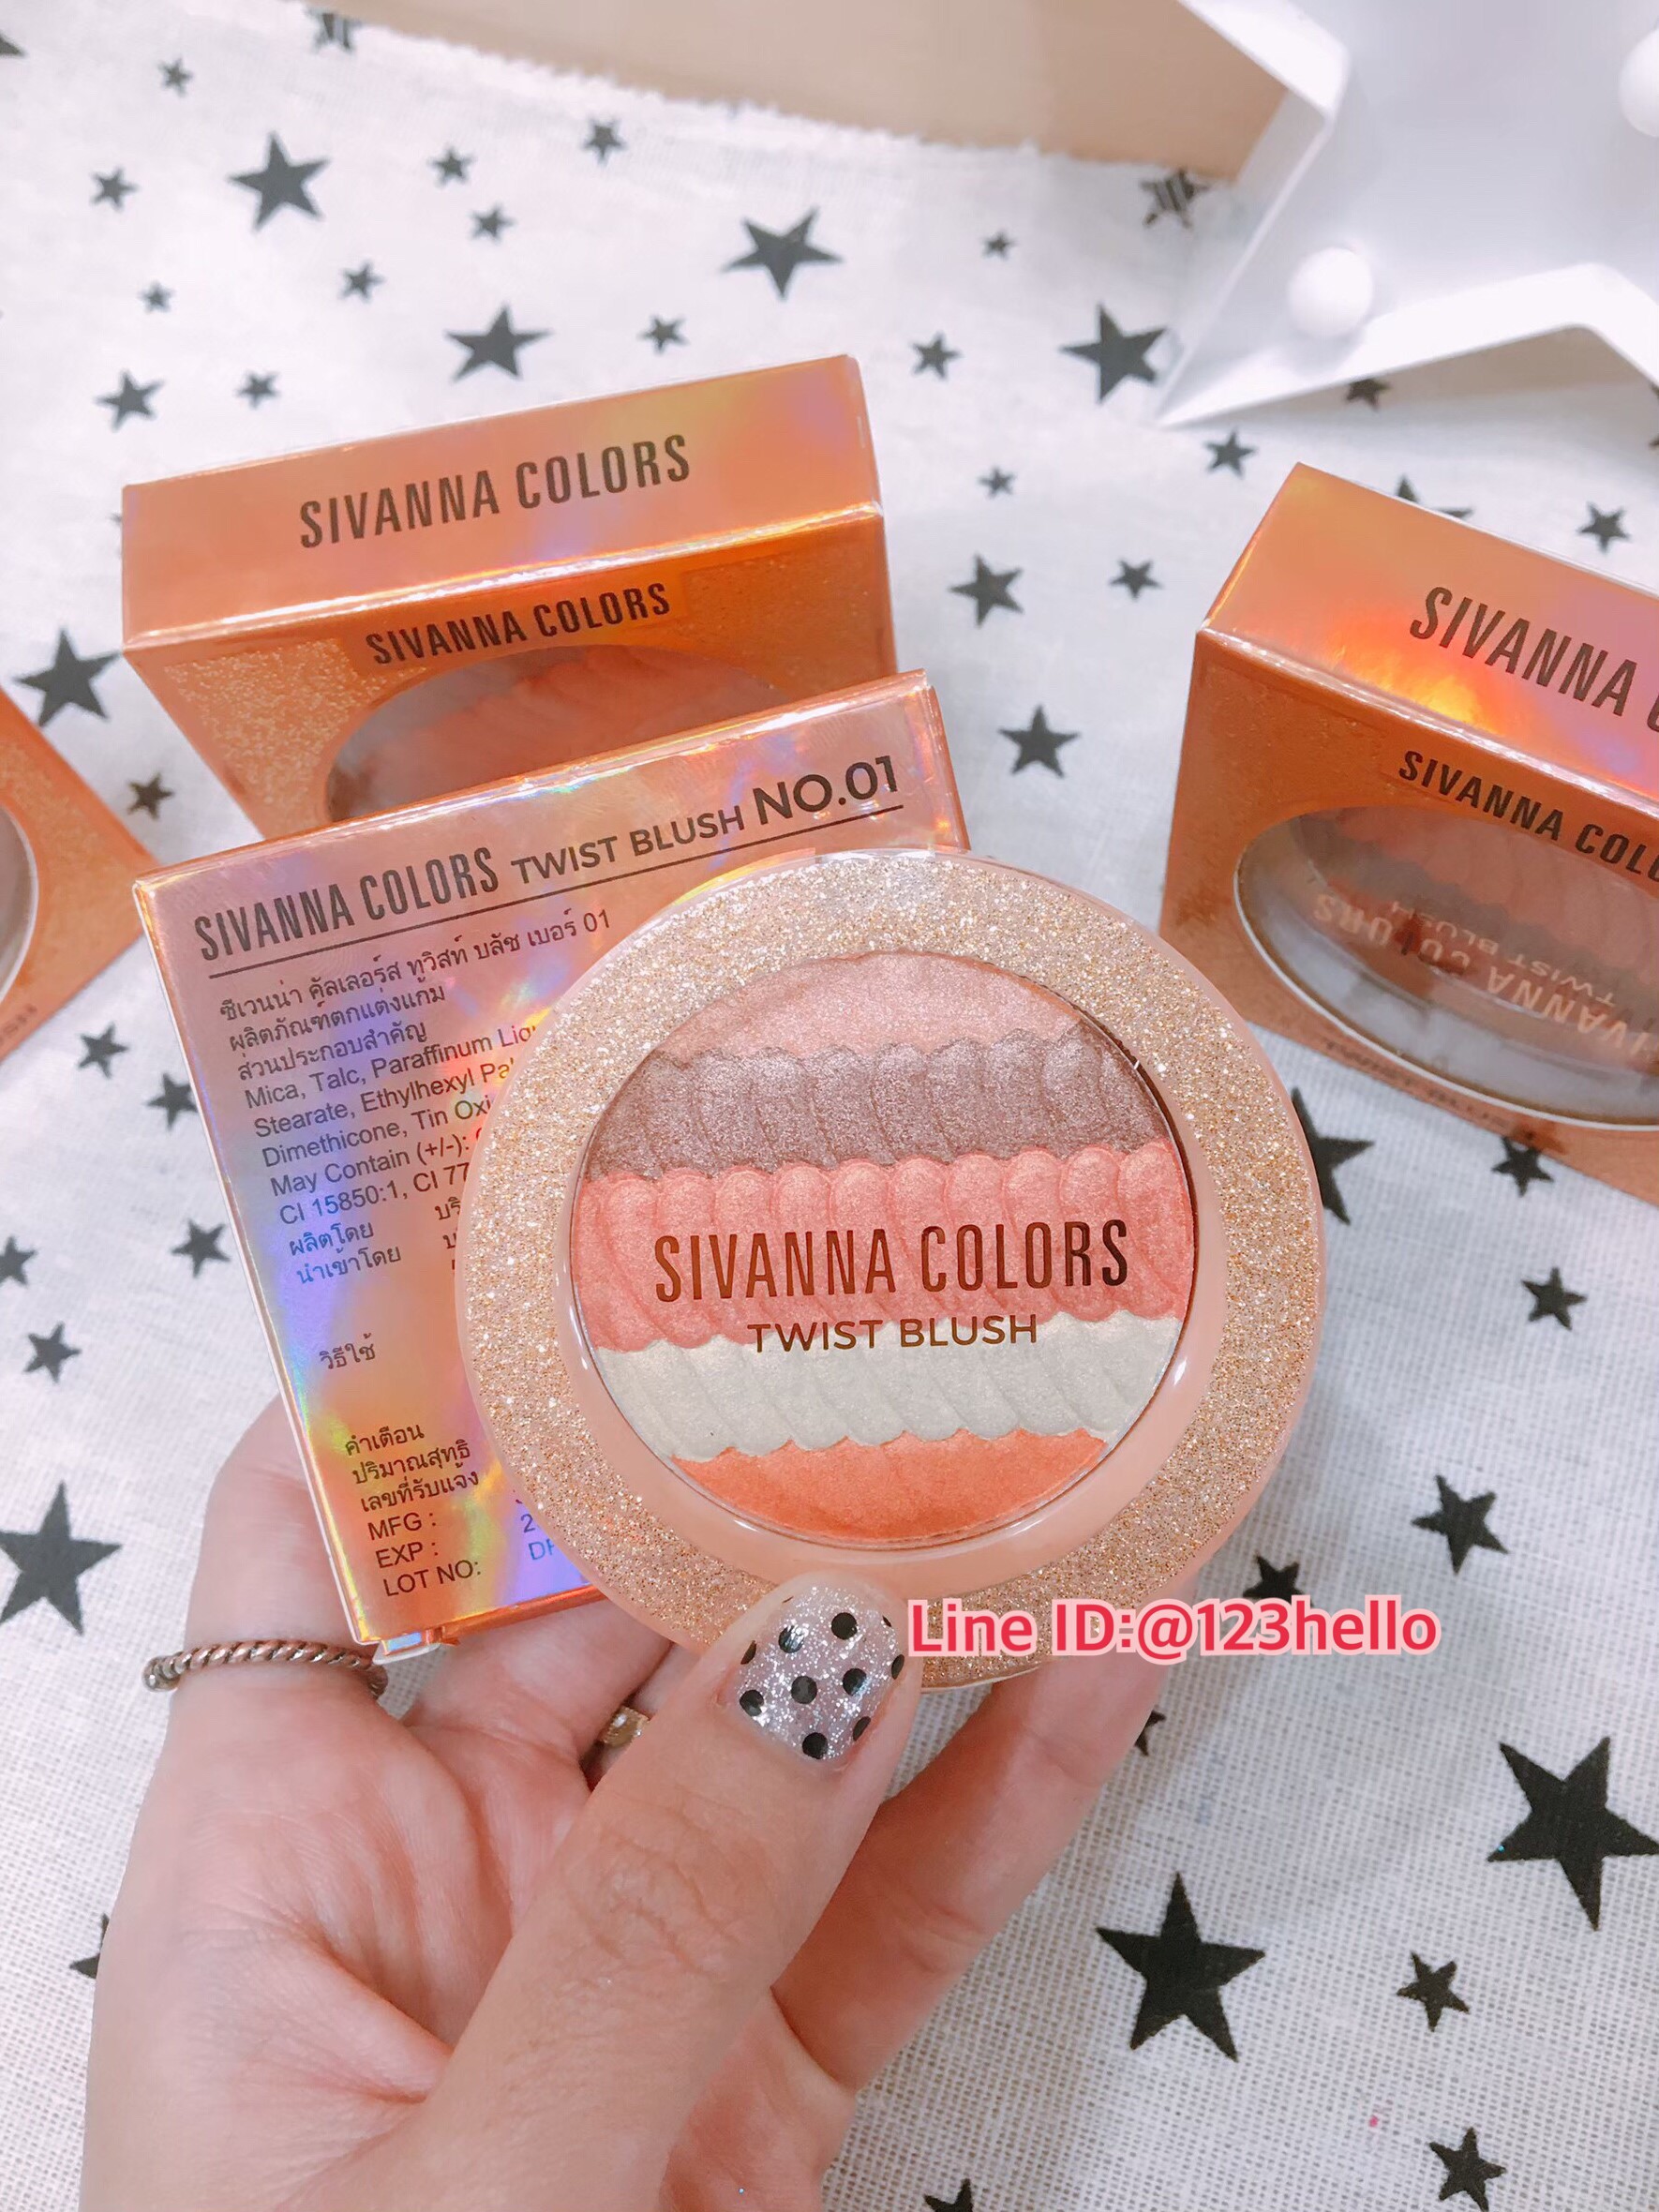 SIVANNA COLORS
SIVANNA COLORS
SIVANNA
SIVANNA COL
SIVANNA COLORS TWIST BLUSH NO.01
ซีเวนน่า คัลเลอร์ส ทูวิสท์ บลัช เบอร์ 01
ผลิตภัณฑ์ตกแต่งแก้ม
ส่วนประกอบสำคัญ
Mica, Talc, Paraffinum
Stearate, Ethylhexyl
Dimethicone, Tin
May Contain (+/-):
CI 15850:1, CI 77
ผลิตโดย
นำเข้าโดย
วิธีใช้
คำเตือน
ปริมาณสุทธิ
เลขที่รับแจ้ง
MFG :
EXP :
LOT NO:
SIVANNA COLORS
TWIST BLUSH
Line ID:@123hello